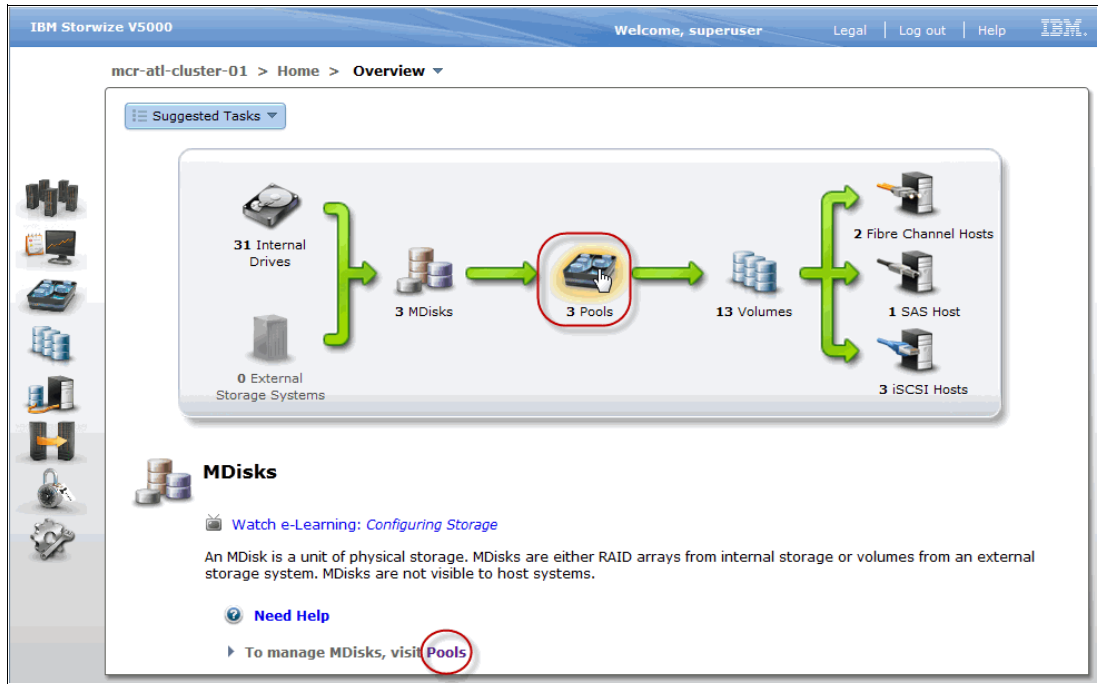 IBM Storwize V5000
Welcome, superuser
Legal | Log out | Help
IBM.
mcr-atl-cluster-01 > Home > Overview
Suggested Tasks
31 Internal
Drives
0 External
Storage Systems
3 MDisks
3 Pools
13 Volumes
2 Fibre Channel Hosts
1 SAS Host
3 iSCSI Hosts
MDisks
Watch e-Learning: Configuring Storage
An MDisk is a unit of physical storage. MDisks are either RAID arrays from internal storage or volumes from an external
storage system. MDisks are not visible to host systems.
Need Help
To manage MDisks, visit Pools